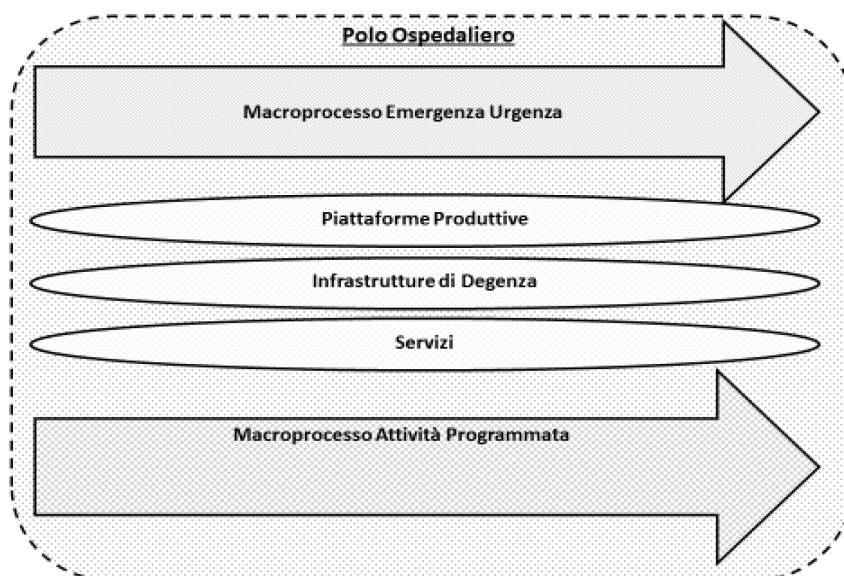 Polo Ospedaliero
Macroprocesso Emergenza Urgenza
Piattaforme Produttive
Infrastrutture di Degenza
Servizi
Macroprocesso Attività Programmata